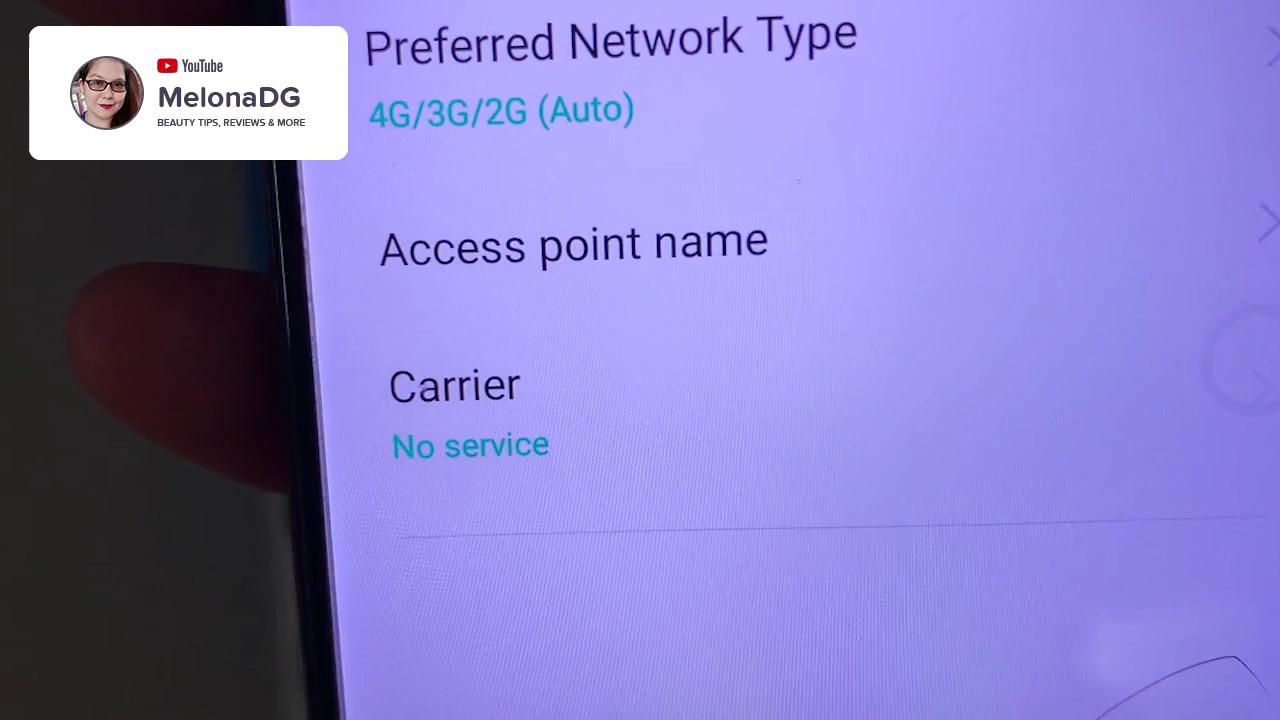 YouTube
MelonaDG
BEAUTY TIPS, REVIEWS & MORE
Preferred Network Type
4G/3G/2G (Auto)
Access point name
Carrier
No service